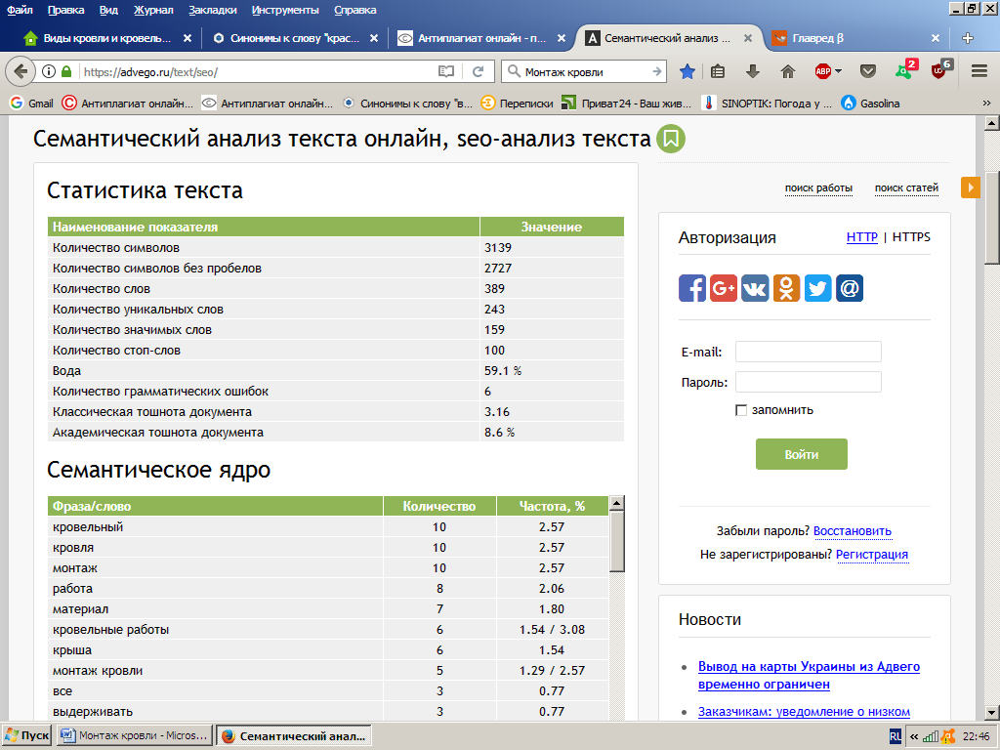 Файл Правка Вид Журнал Закладки Инструменты Справка
Виды кровли и кровель... Синонимы к слову "крас... Антиплагиат онлайн - п... Семантический анализ ... Главред β
https://advego.ru/text/seo/ Монтаж кровли ABP 2 6
Gmail Антиплагиат онлайн... Антиплагиат онлайн... Синонимы к слову "в... Переписки Приват24 - Ваш жив... SINOPTIK: Погода у ... Gasolina »
Семантический анализ текста онлайн, seo-анализ текста
поиск работы поиск статей
Статистика текста
Наименование показателя Значение
Количество символов 3139
Количество символов без пробелов 2727
Количество слов 389
Количество уникальных слов 243
Количество значимых слов 159
Количество стоп-слов 100
Вода 59.1 %
Количество грамматических ошибок 6
Классическая тошнота документа 3.16
Академическая тошнота документа 8.6 %
Семантическое ядро
Фраза/слово Количество Частота, %
кровельный 10 2.57
кровля 10 2.57
монтаж 10 2.57
работа 8 2.06
материал 7 1.80
кровельные работы 6 1.54 / 3.08
крыша 6 1.54
монтаж кровли 5 1.29 / 2.57
все 3 0.77
выдерживать 3 0.77
Авторизация HTTP | HTTPS
E-mail:
Пароль:
запомнить
Войти
Забыли пароль? Восстановить
Не зарегистрированы? Регистрация
Новости
Вывод на карты Украины из Адвего
временно ограничен
Заказчикам: уведомление о низком
Пуск Монтаж кровли - Micros... Семантический анал... RL « 22:46